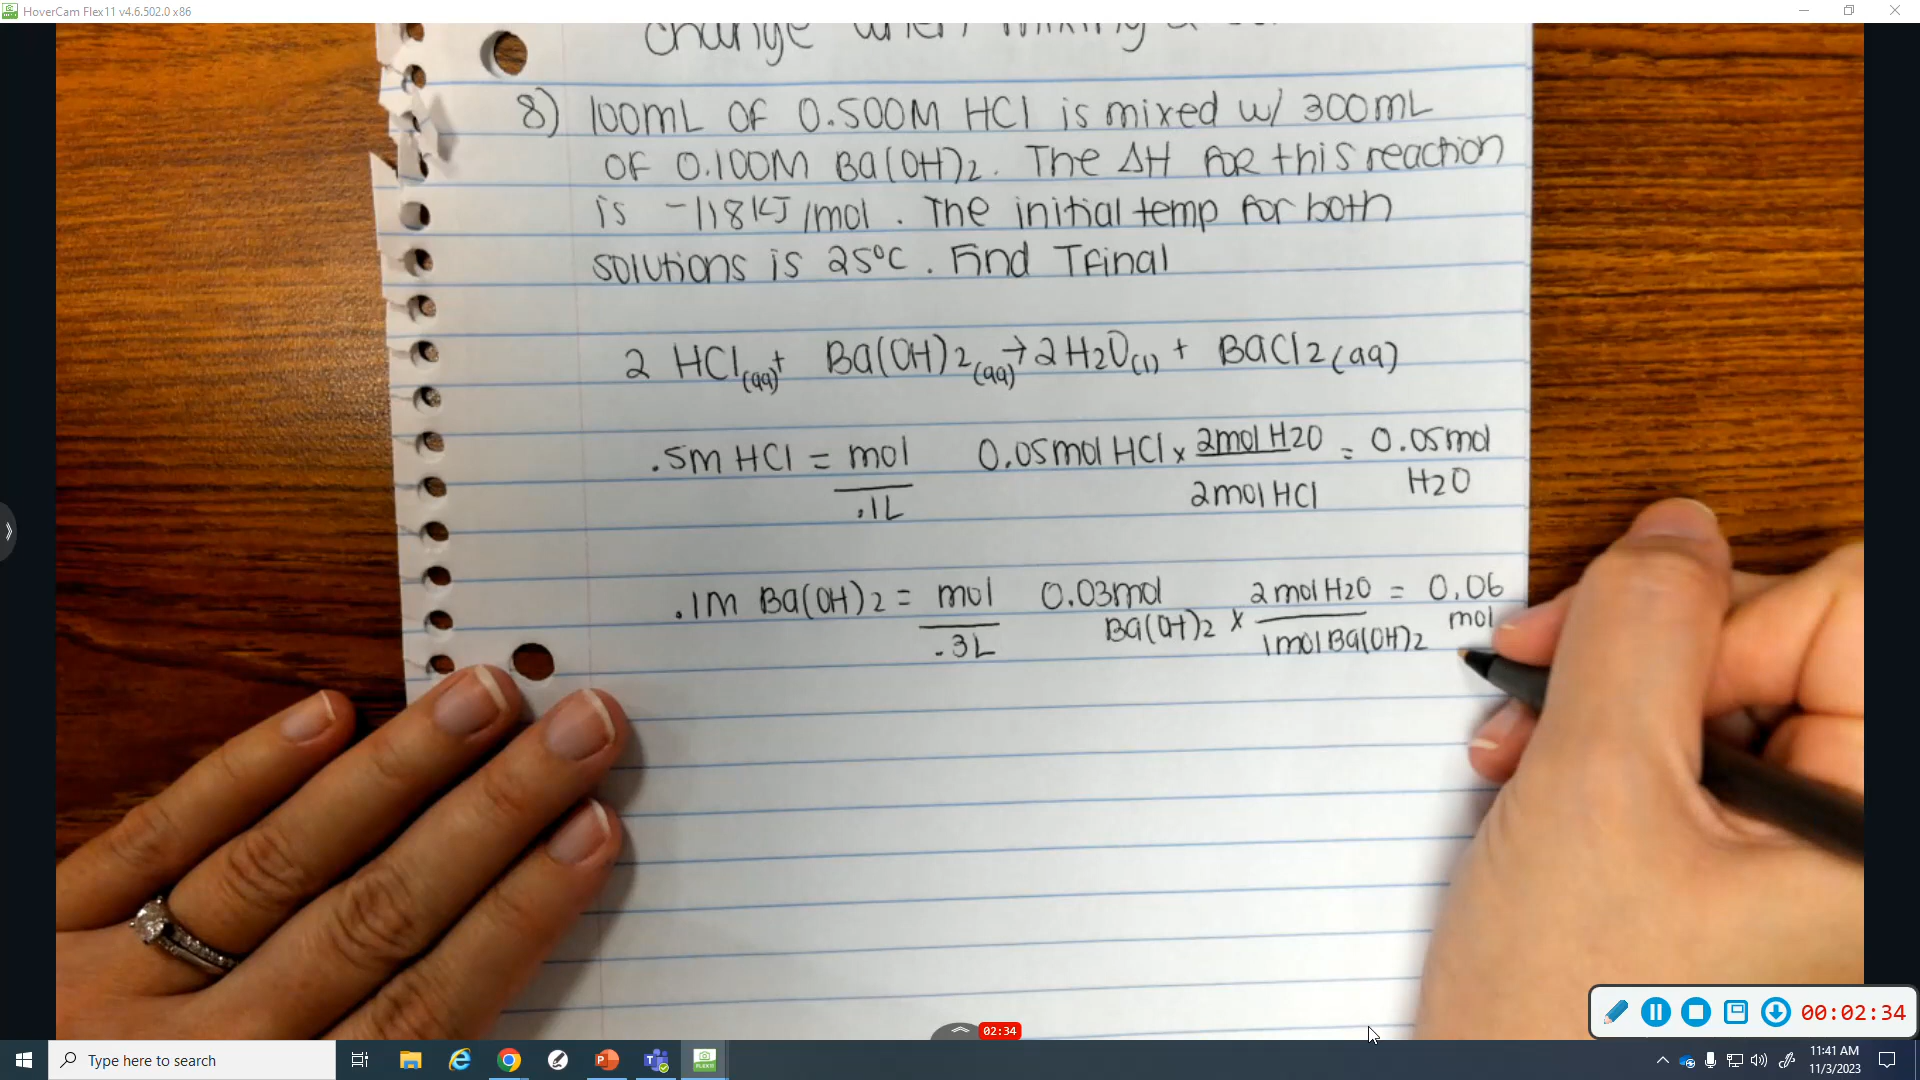 HoverCam Flex11 v4.6.502.0 x86
change when mixing
8) 100mL OF 0.500M HCl is mixed w/ 300mL
OF 0.100M Ba(OH)2. The ΔH FOR this reaction
is -118KJ/mol. The initial temp for both
solutions is 25°C. Find TFinal
2 HCl(aq) + Ba(OH)2(aq) → 2H2O(l) + BaCl2(aq)
.5M HCl = mol
.1L
0.05mol HCl x 2mol H2O = 0.05mol
2mol HCl
H2O
.1M Ba(OH)2 = mol
.3L
0.03mol
Ba(OH)2 x 2mol H2O = 0.06
1mol Ba(OH)2
mol
02:34
00:02:34
Type here to search
11:41 AM
11/3/2023